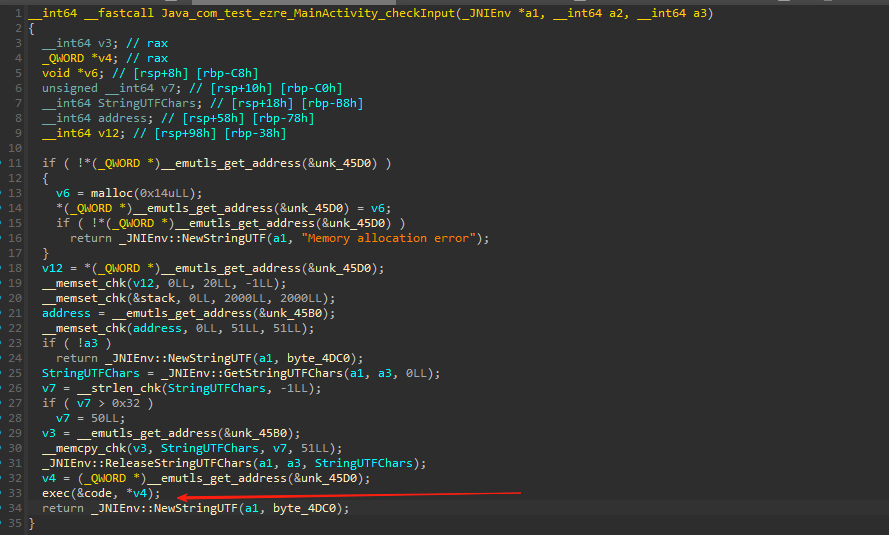 1 __int64 __fastcall Java_com_test_ezre_MainActivity_checkInput(_JNIEnv *a1, __int64 a2, __int64 a3)
2 {
3 __int64 v3; // rax
4 _QWORD *v4; // rax
5 void *v6; // [rsp+8h] [rbp-C8h]
6 unsigned __int64 v7; // [rsp+10h] [rbp-C0h]
7 __int64 StringUTFChars; // [rsp+18h] [rbp-B8h]
8 __int64 address; // [rsp+58h] [rbp-78h]
9 __int64 v12; // [rsp+98h] [rbp-38h]
10
11 if ( !*(_QWORD *)__emutls_get_address(&unk_45D0) )
12 {
13 v6 = malloc(0x14uLL);
14 *(_QWORD *)__emutls_get_address(&unk_45D0) = v6;
15 if ( !*(_QWORD *)__emutls_get_address(&unk_45D0) )
16 return _JNIEnv::NewStringUTF(a1, "Memory allocation error");
17 }
18 v12 = *(_QWORD *)__emutls_get_address(&unk_45D0);
19 __memset_chk(v12, 0LL, 20LL, -1LL);
20 __memset_chk(&stack, 0LL, 2000LL, 2000LL);
21 address = __emutls_get_address(&unk_45B0);
22 __memset_chk(address, 0LL, 51LL, 51LL);
23 if ( !a3 )
24 return _JNIEnv::NewStringUTF(a1, byte_4DC0);
25 StringUTFChars = _JNIEnv::GetStringUTFChars(a1, a3, 0LL);
26 v7 = __strlen_chk(StringUTFChars, -1LL);
27 if ( v7 > 0x32 )
28 v7 = 50LL;
29 v3 = __emutls_get_address(&unk_45B0);
30 __memcpy_chk(v3, StringUTFChars, v7, 51LL);
31 _JNIEnv::ReleaseStringUTFChars(a1, a3, StringUTFChars);
32 v4 = (_QWORD *)__emutls_get_address(&unk_45D0);
33 exec(&code, *v4);
34 return _JNIEnv::NewStringUTF(a1, byte_4DC0);
35 }